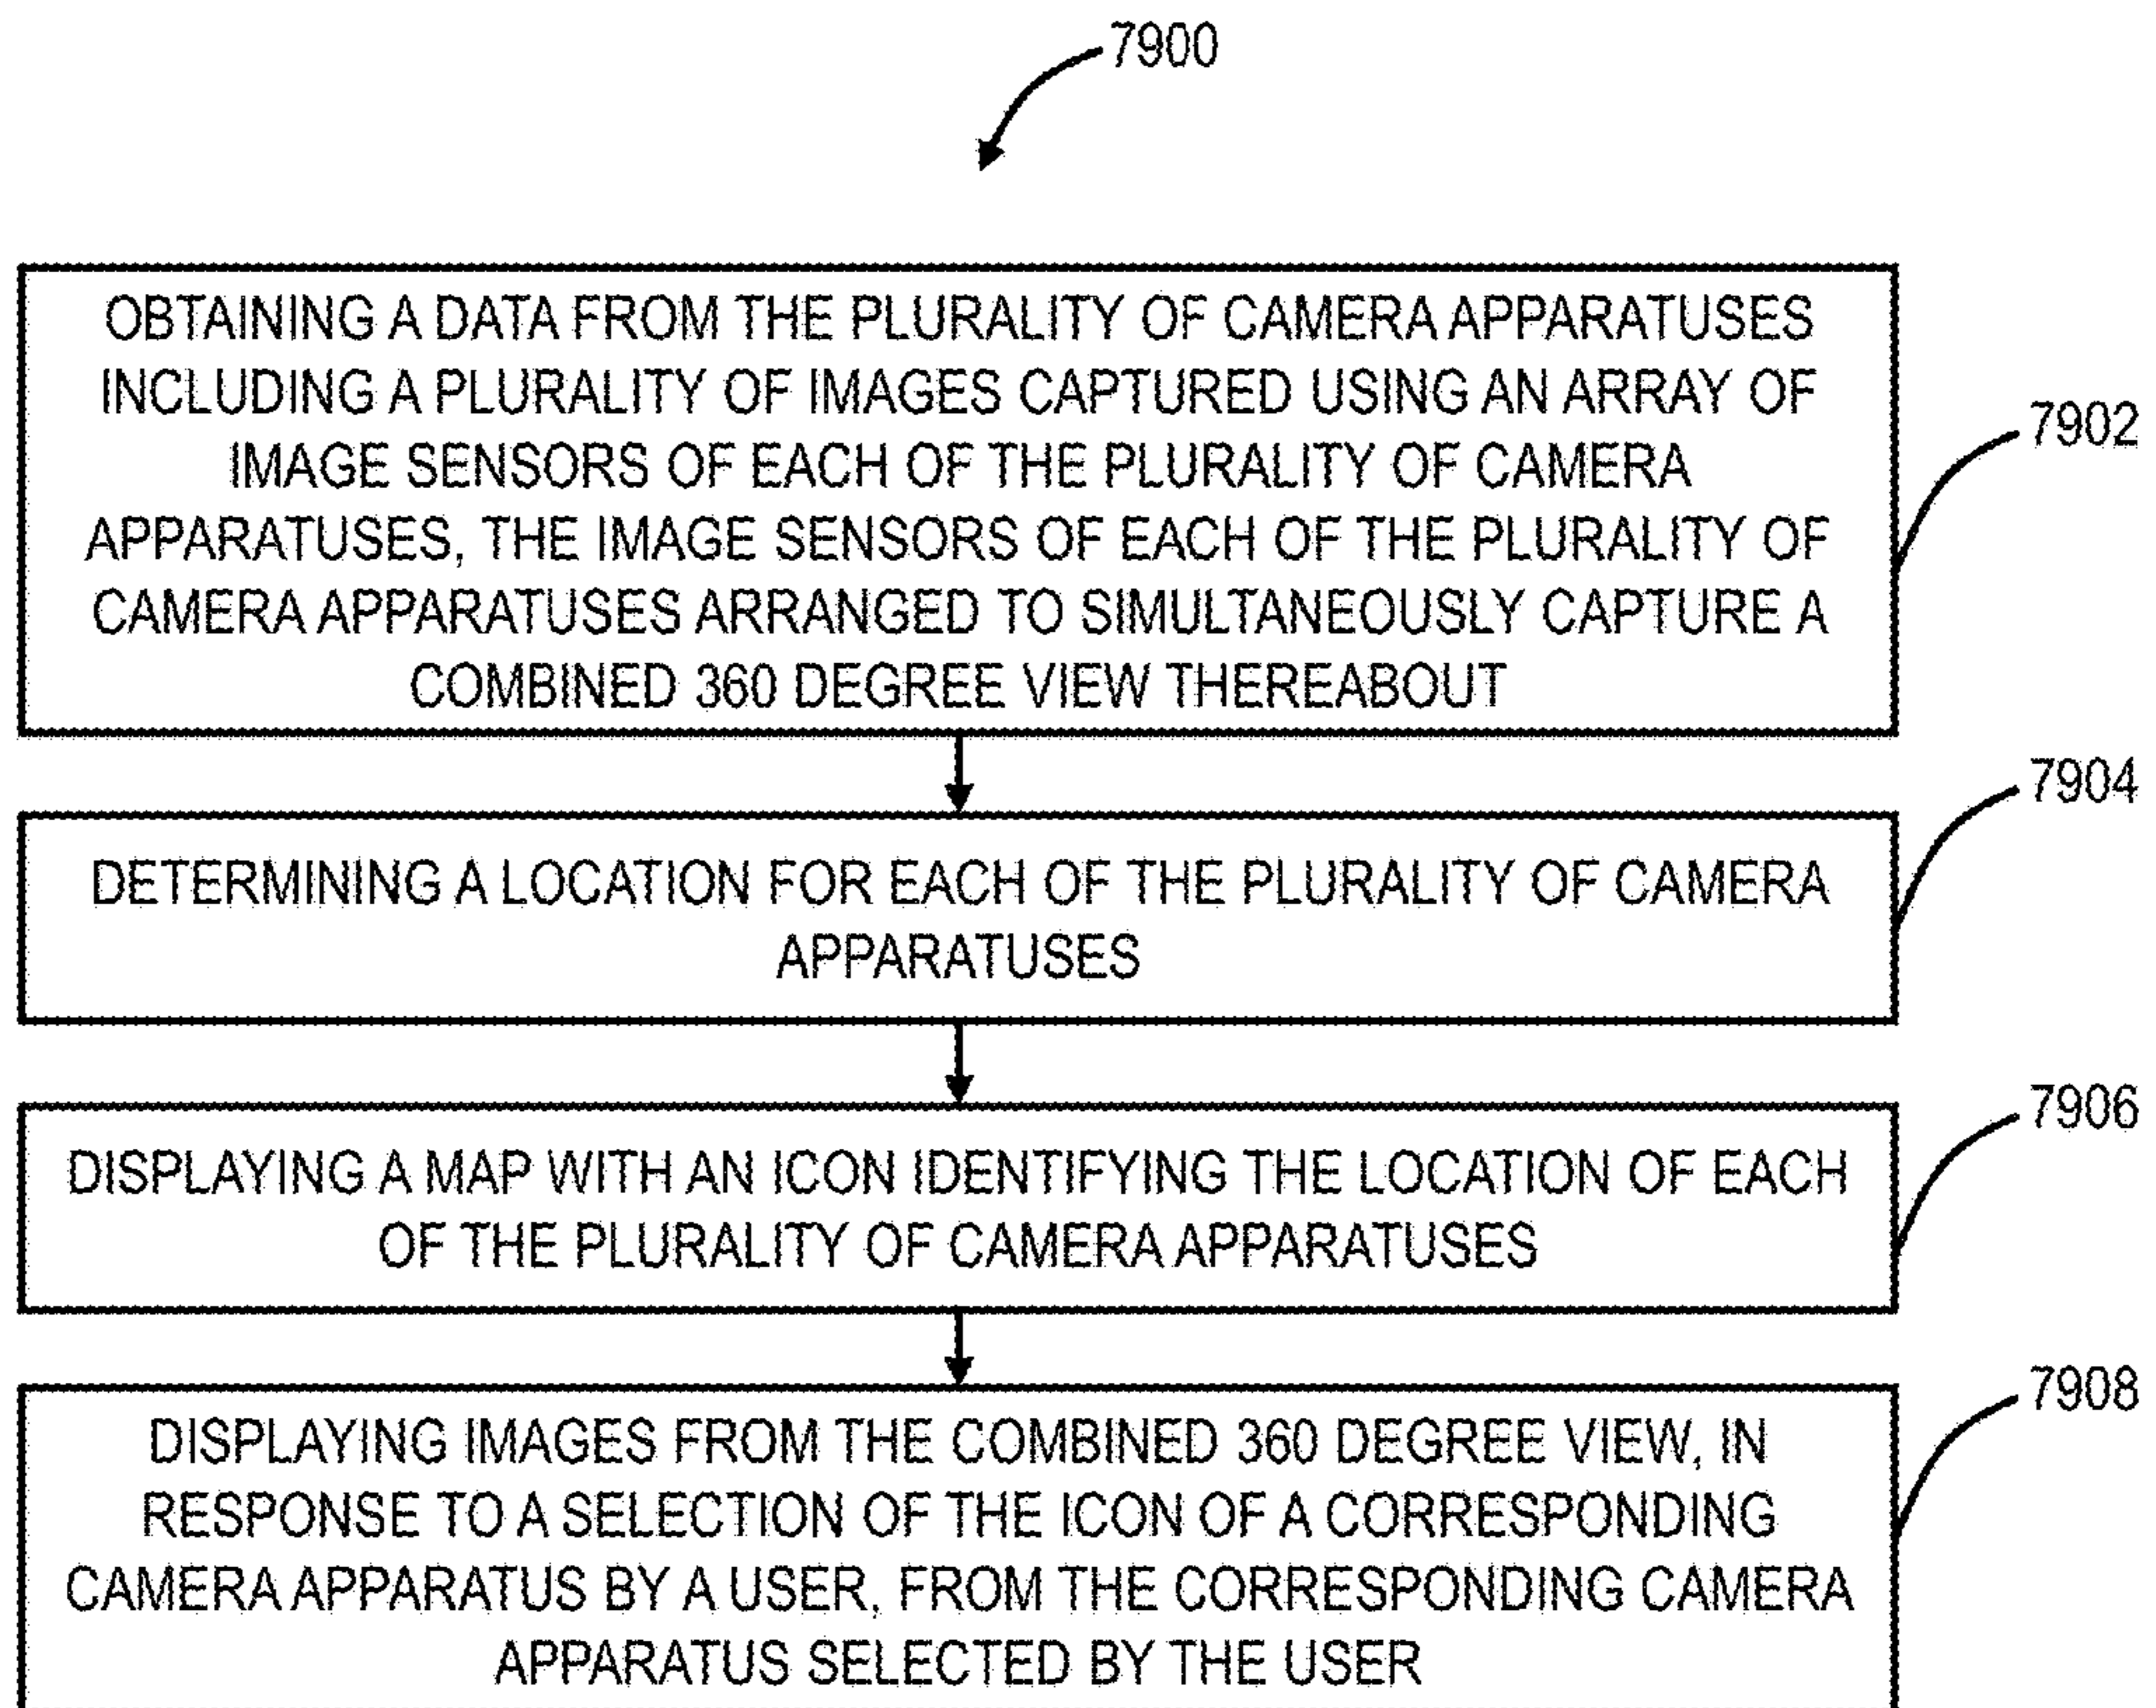 7900
OBTAINING A DATA FROM THE PLURALITY OF CAMERA APPARATUSES
INCLUDING A PLURALITY OF IMAGES CAPTURED USING AN ARRAY OF
IMAGE SENSORS OF EACH OF THE PLURALITY OF CAMERA
APPARATUSES, THE IMAGE SENSORS OF EACH OF THE PLURALITY OF
CAMERA APPARATUSES ARRANGED TO SIMULTANEOUSLY CAPTURE A
COMBINED 360 DEGREE VIEW THEREABOUT
7902
DETERMINING A LOCATION FOR EACH OF THE PLURALITY OF CAMERA
APPARATUSES
7904
DISPLAYING A MAP WITH AN ICON IDENTIFYING THE LOCATION OF EACH
OF THE PLURALITY OF CAMERA APPARATUSES
7906
DISPLAYING IMAGES FROM THE COMBINED 360 DEGREE VIEW, IN
RESPONSE TO A SELECTION OF THE ICON OF A CORRESPONDING
CAMERA APPARATUS BY A USER, FROM THE CORRESPONDING CAMERA
APPARATUS SELECTED BY THE USER
7908